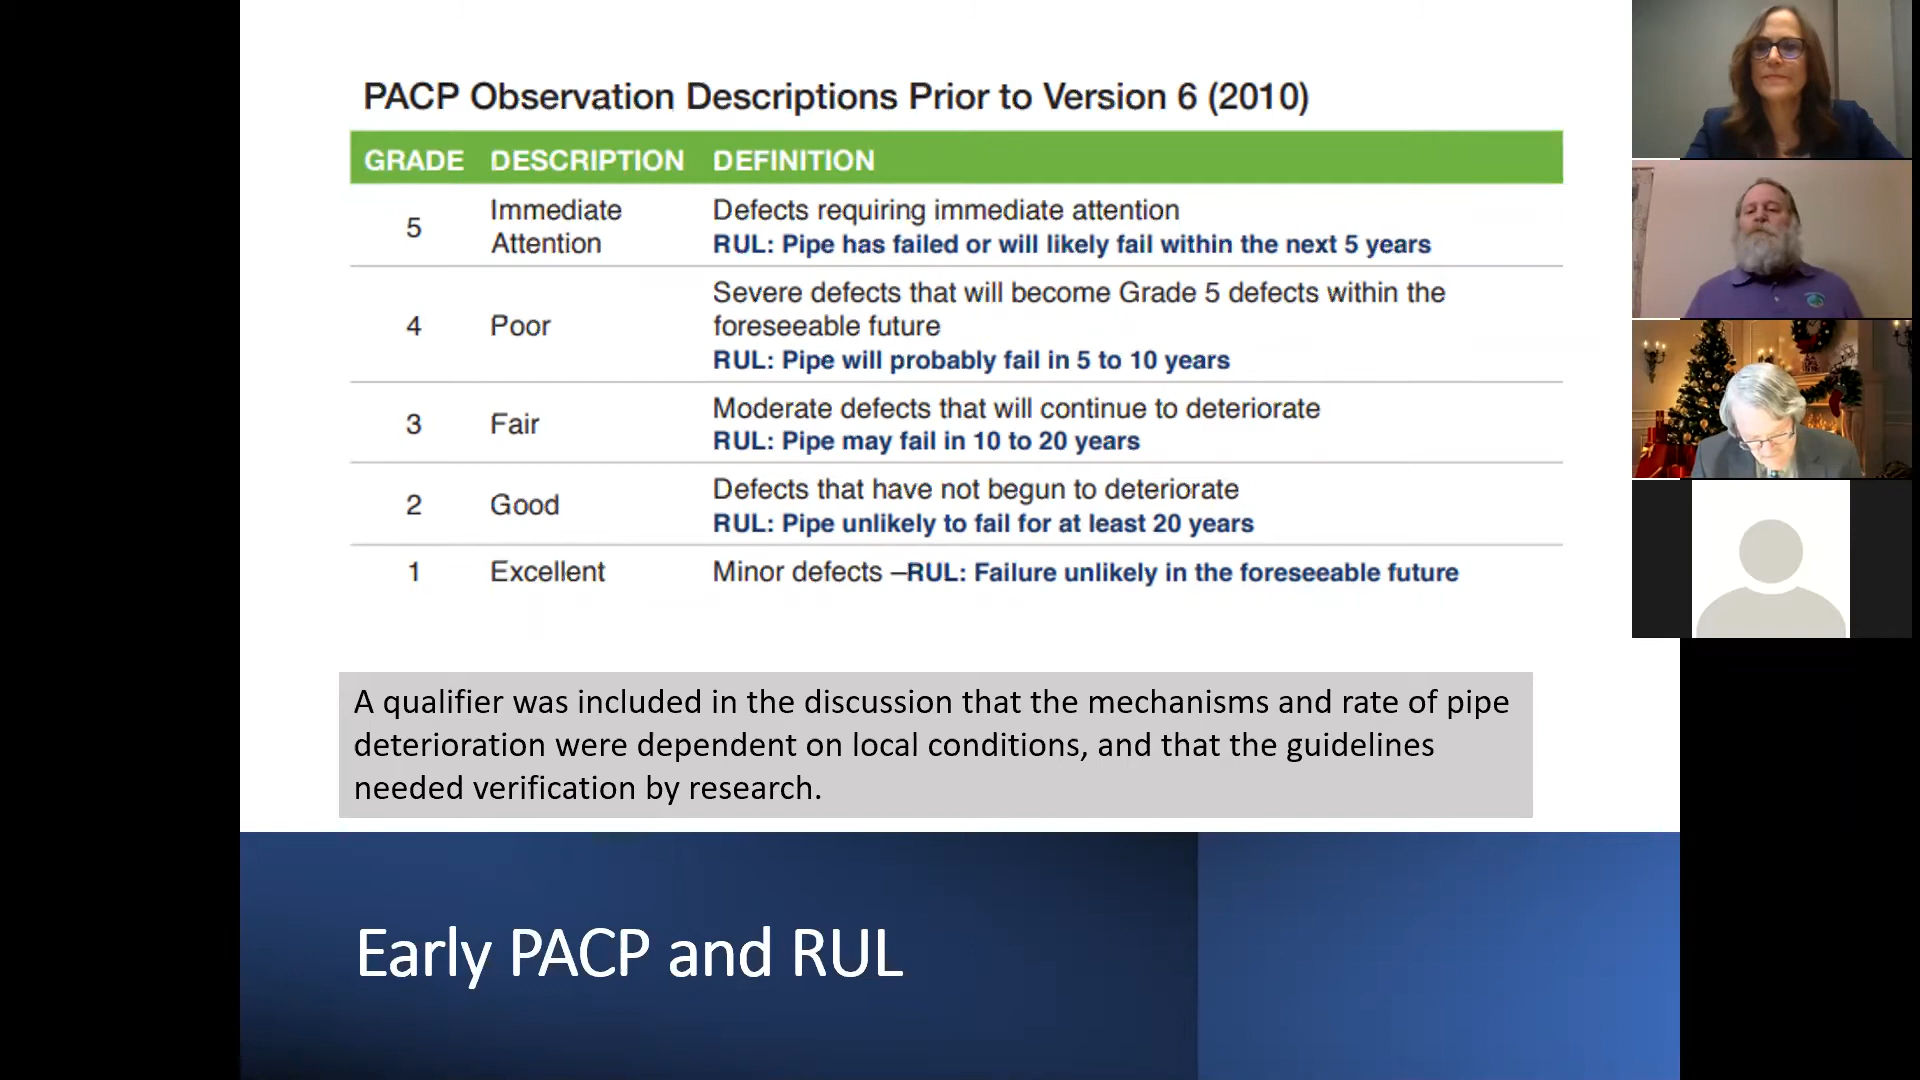 PACP Observation Descriptions Prior to Version 6 (2010)
GRADE DESCRIPTION DEFINITION
5 Immediate Attention Defects requiring immediate attention
RUL: Pipe has failed or will likely fail within the next 5 years
4 Poor Severe defects that will become Grade 5 defects within the
foreseeable future
RUL: Pipe will probably fail in 5 to 10 years
3 Fair Moderate defects that will continue to deteriorate
RUL: Pipe may fail in 10 to 20 years
2 Good Defects that have not begun to deteriorate
RUL: Pipe unlikely to fail for at least 20 years
1 Excellent Minor defects –RUL: Failure unlikely in the foreseeable future
A qualifier was included in the discussion that the mechanisms and rate of pipe
deterioration were dependent on local conditions, and that the guidelines
needed verification by research.
Early PACP and RUL